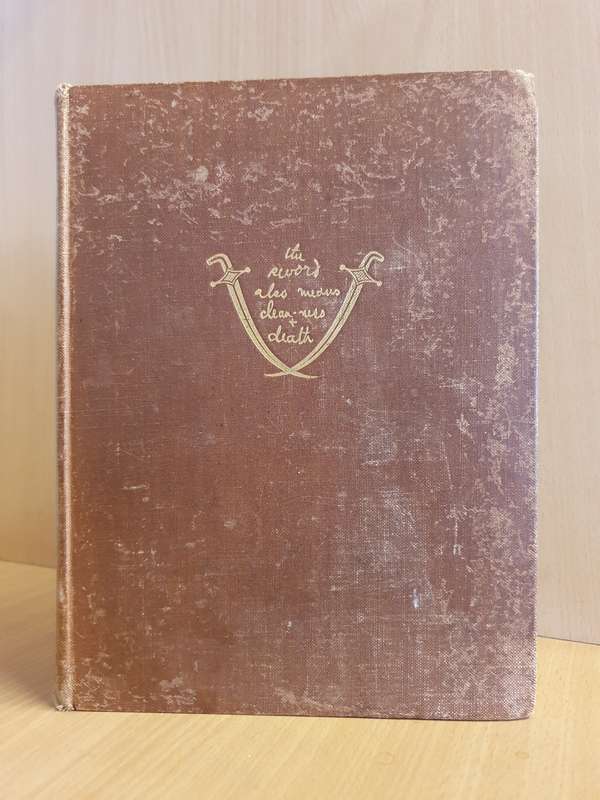 the
sword
also means
clean-ness
+
death